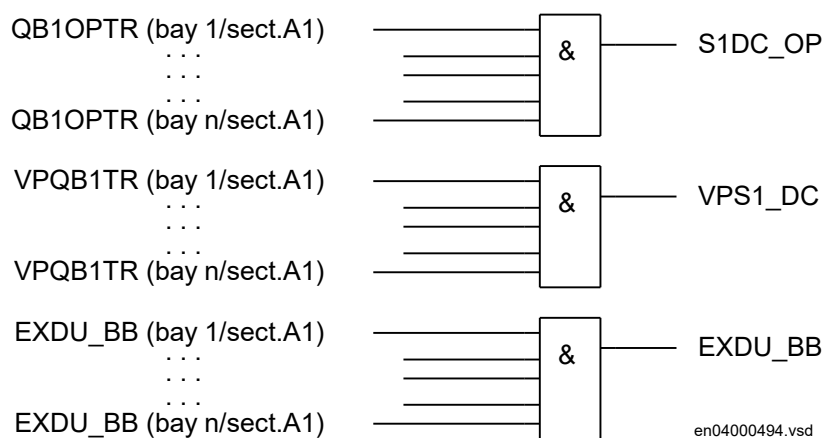 QB1OPTR (bay 1/sect.A1)
. . .
. . .
. . .
QB1OPTR (bay n/sect.A1)
&
S1DC_OP
VPQB1TR (bay 1/sect.A1)
. . .
. . .
. . .
VPQB1TR (bay n/sect.A1)
&
VPS1_DC
EXDU_BB (bay 1/sect.A1)
. . .
. . .
. . .
EXDU_BB (bay n/sect.A1)
&
EXDU_BB
en04000494.vsd